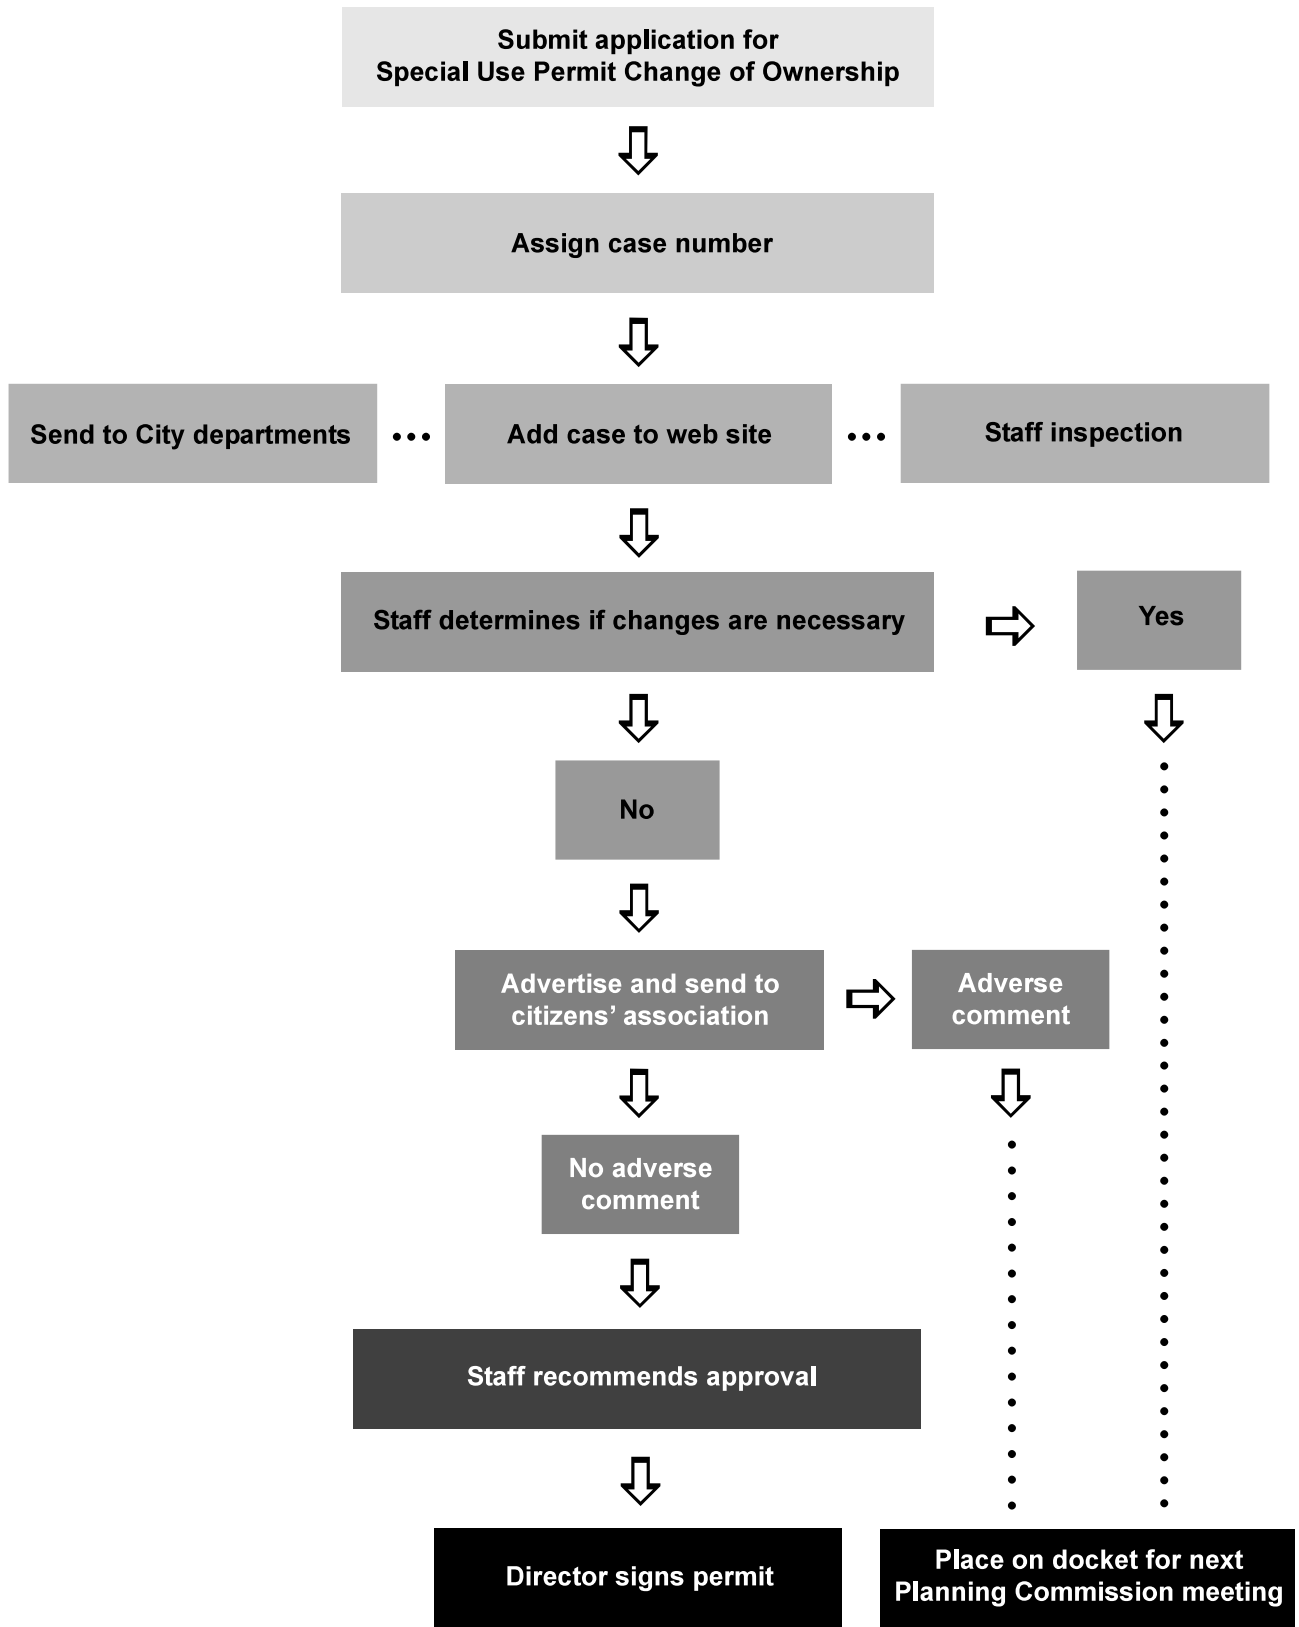 Submit application for
Special Use Permit Change of Ownership
Assign case number
Send to City departments
Add case to web site
Staff inspection
Staff determines if changes are necessary
Yes
No
Advertise and send to
citizens’ association
Adverse
comment
No adverse
comment
Staff recommends approval
Director signs permit
Place on docket for next
Planning Commission meeting